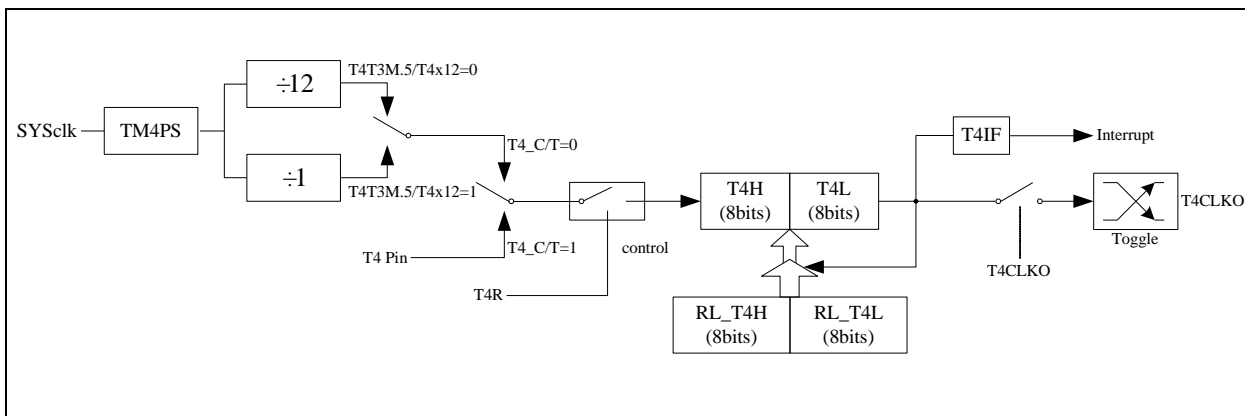 T4T3M.5/T4x12=0
÷12
SYSclk
TM4PS
T4_C/T=0
T4IF
Interrupt
÷1
T4T3M.5/T4x12=1
T4H
(8bits)
T4L
(8bits)
T4CLKO
Toggle
T4 Pin
T4_C/T=1
control
T4CLKO
T4R
RL_T4H
(8bits)
RL_T4L
(8bits)